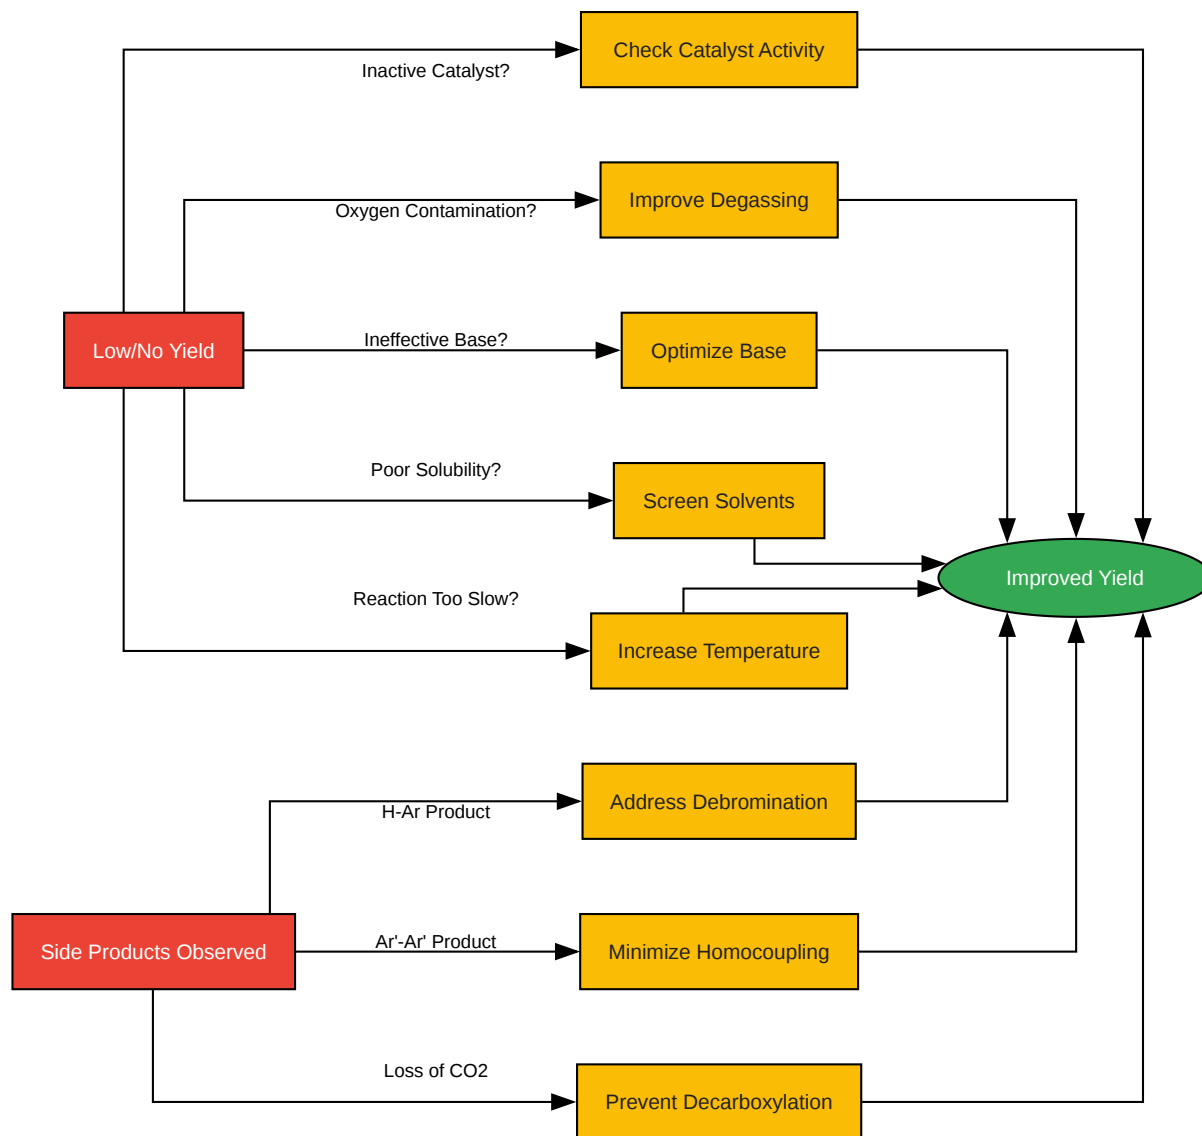 Check Catalyst Activity
Inactive Catalyst?
Improve Degassing
Oxygen Contamination?
Low/No Yield
Ineffective Base?
Optimize Base
Poor Solubility?
Screen Solvents
Improved Yield
Reaction Too Slow?
Increase Temperature
Address Debromination
H-Ar Product
Side Products Observed
Ar'-Ar' Product
Minimize Homocoupling
Loss of CO2
Prevent Decarboxylation